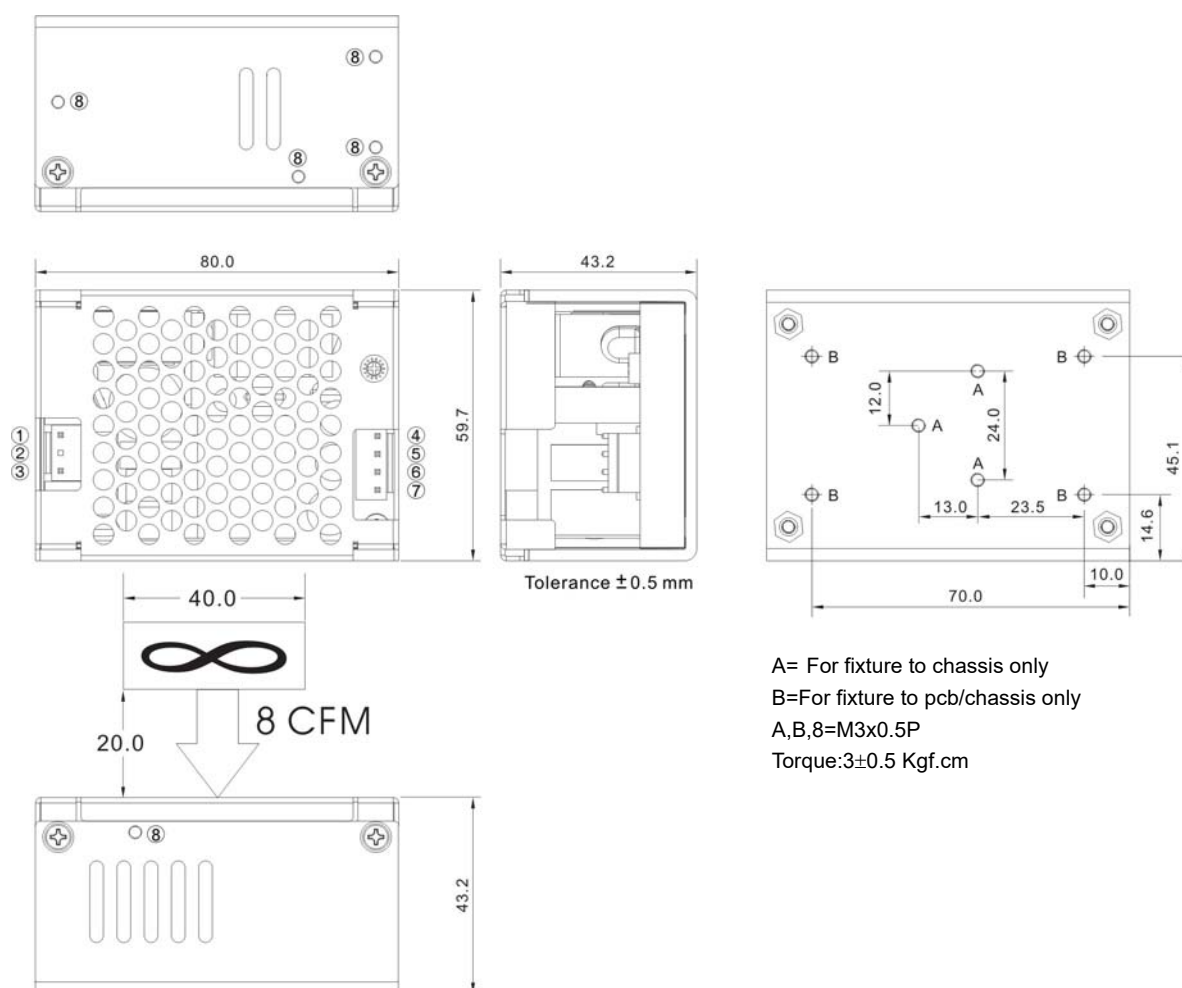 ⑧
⑧
⑧
⑧
80.0
43.2
①
②
③
④
⑤
⑥
⑦
59.7
Tolerance ±0.5 mm
B
B
A
12.0
24.0
A
A
B
B
13.0
23.5
45.1
14.6
10.0
70.0
40.0
8 CFM
20.0
A= For fixture to chassis only
B=For fixture to pcb/chassis only
A,B,8=M3x0.5P
Torque:3±0.5 Kgf.cm
⑧
43.2